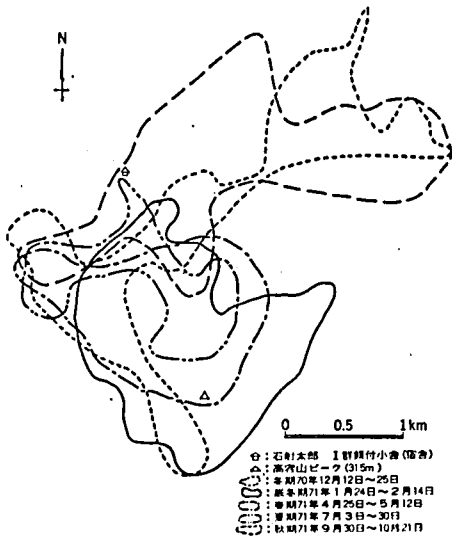 N
0 0.5 1km
：石射太郎 I群餌付小舎(宿舎)
：高宕山ピーク(315m)
：冬期70年12月12日～25日
：厳冬期71年1月24日～2月14日
：春期71年4月25日～5月12日
：夏期71年7月3日～30日
：秋期71年9月30日～10月21日